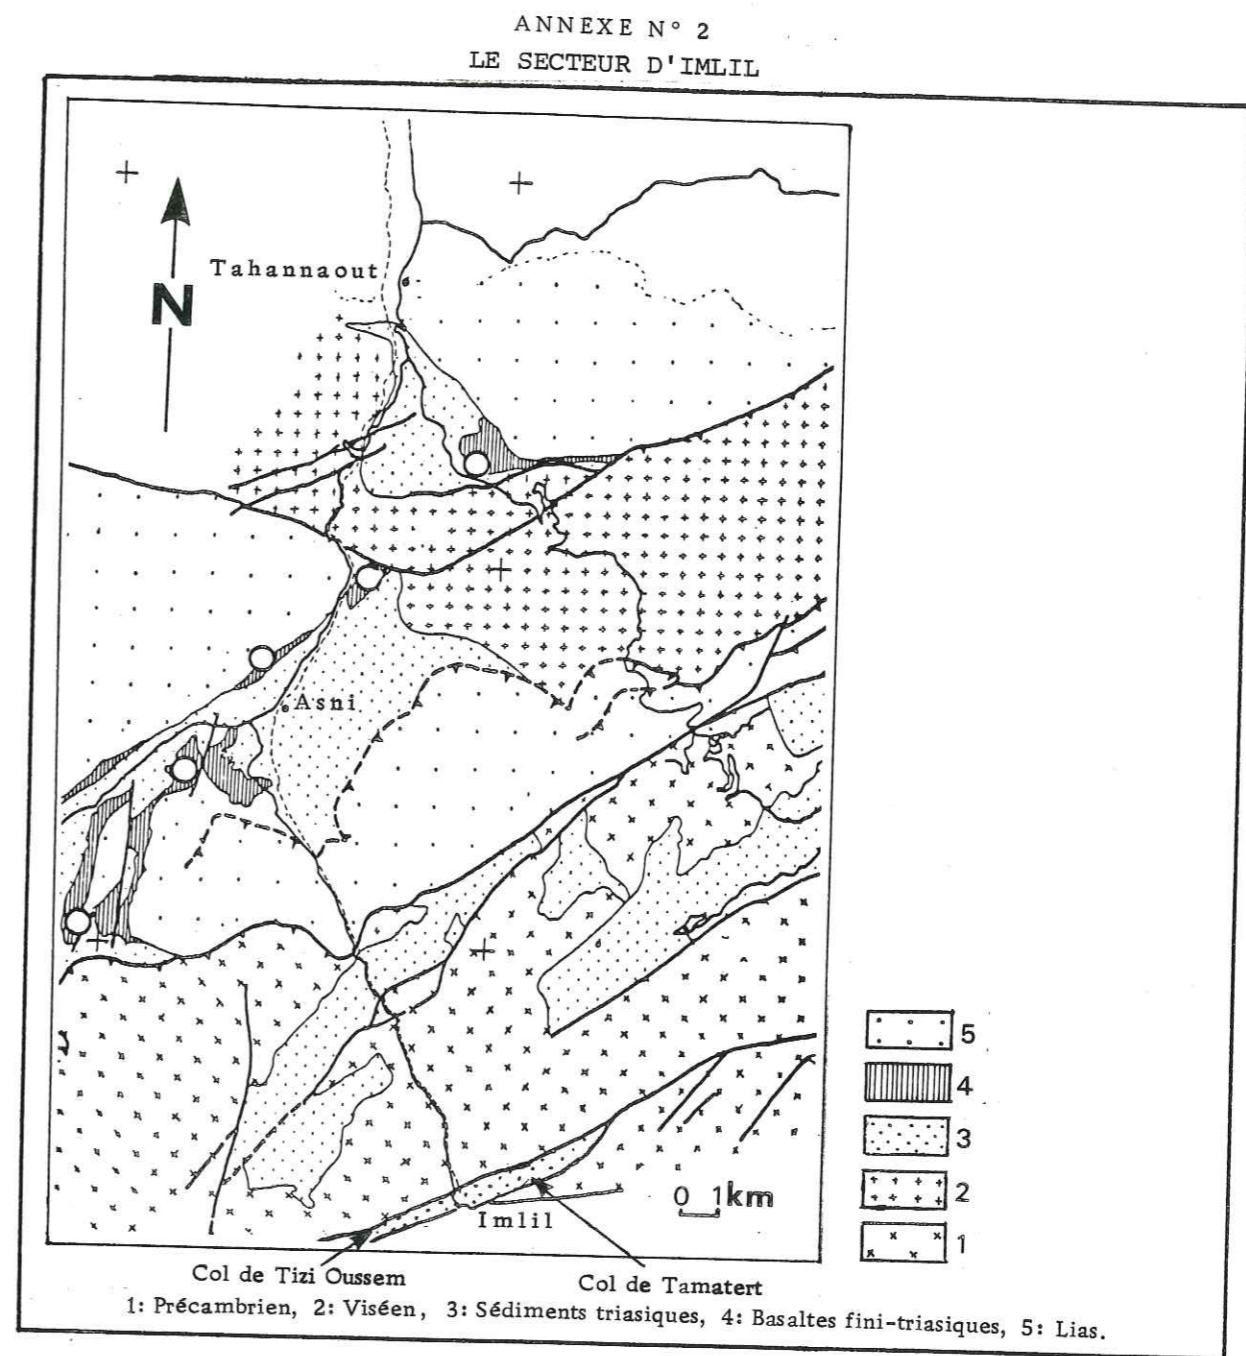 ANNEXE N° 2
LE SECTEUR D'IMLIL
Tahannaout
N
Asni
5
4
3
2
1
0 1km
Imlil
Col de Tizi Oussem
Col de Tamatert
1: Précambrien, 2: Viséen, 3: Sédiments triasiques, 4: Basaltes fini-triasiques, 5: Lias.